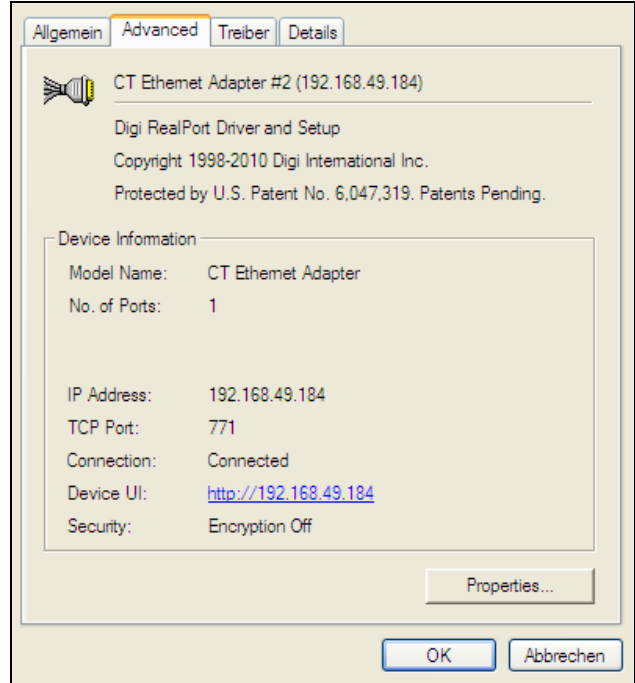 Allgemein Advanced Treiber Details
CT Ethernet Adapter #2 (192.168.49.184)
Digi RealPort Driver and Setup
Copyright 1998-2010 Digi International Inc.
Protected by U.S. Patent No. 6,047,319. Patents Pending.
Device Information
Model Name: CT Ethernet Adapter
No. of Ports: 1
IP Address: 192.168.49.184
TCP Port: 771
Connection: Connected
Device UI: http://192.168.49.184
Security: Encryption Off
Properties...
OK Abbrechen